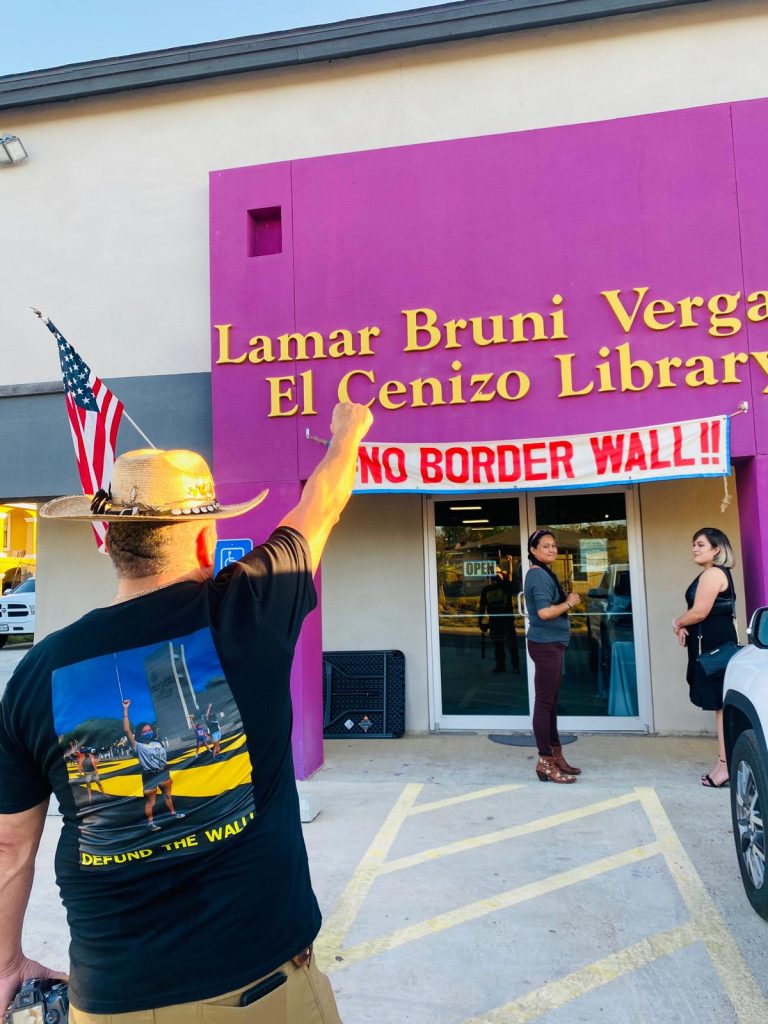 Lamar Bruni Verga
El Cenizo Library
#NO BORDER WALL!!
OPEN
DEFUND THE WALL!